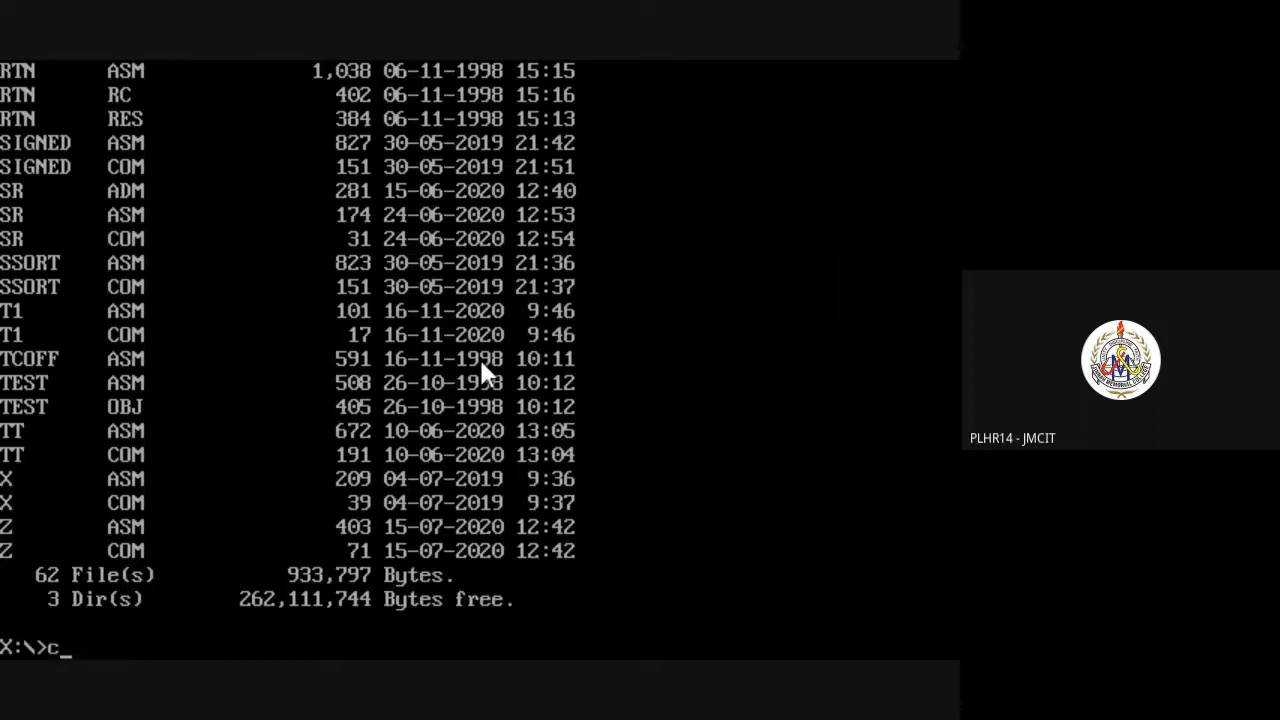 RTN ASM 1,038 06-11-1998 15:15
RTN RC 402 06-11-1998 15:16
RTN RES 384 06-11-1998 15:13
SIGNED ASM 827 30-05-2019 21:42
SIGNED COM 151 30-05-2019 21:51
SR ADM 281 15-06-2020 12:40
SR ASM 174 24-06-2020 12:53
SR COM 31 24-06-2020 12:54
SSORT ASM 823 30-05-2019 21:36
SSORT COM 151 30-05-2019 21:37
T1 ASM 101 16-11-2020 9:46
T1 COM 17 16-11-2020 9:46
TCOFF ASM 591 16-11-1998 10:11
TEST ASM 508 26-10-1998 10:12
TEST OBJ 405 26-10-1998 10:12
TT ASM 672 10-06-2020 13:05
TT COM 191 10-06-2020 13:04
X ASM 209 04-07-2019 9:36
X COM 39 04-07-2019 9:37
Z ASM 403 15-07-2020 12:42
Z COM 71 15-07-2020 12:42
62 File(s) 933,797 Bytes.
3 Dir(s) 262,111,744 Bytes free.
X:\>c_
PLHR14 - JMCIT